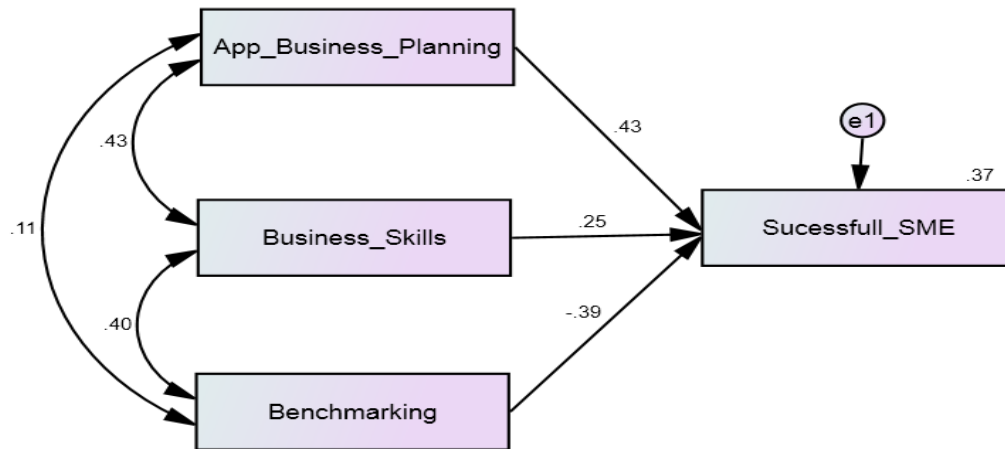 App_Business_Planning
e1
.43
.43
.37
.11
Business_Skills
.25
Sucessfull_SME
.40
-.39
Benchmarking